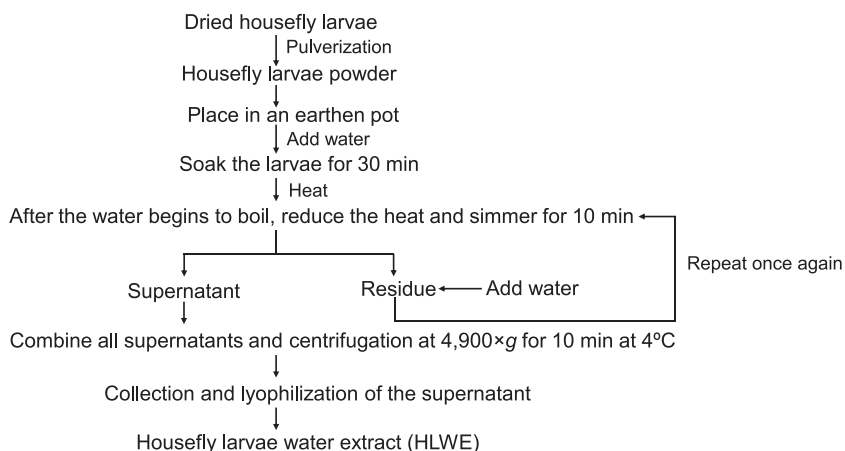 Dried housefly larvae
Pulverization
Housefly larvae powder
Place in an earthen pot
Add water
Soak the larvae for 30 min
Heat
After the water begins to boil, reduce the heat and simmer for 10 min
Repeat once again
Supernatant
Residue
Add water
Combine all supernatants and centrifugation at 4,900×g for 10 min at 4ºC
Collection and lyophilization of the supernatant
Housefly larvae water extract (HLWE)